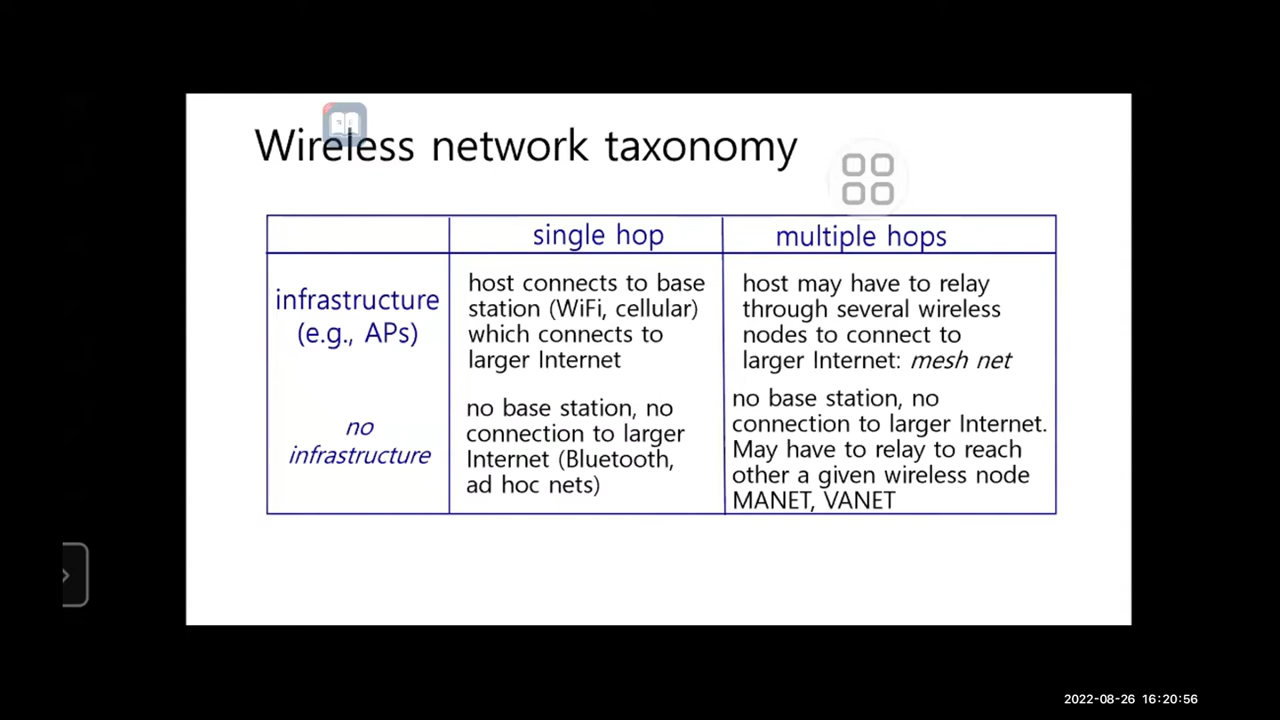 Wireless network taxonomy
single hop
multiple hops
infrastructure
(e.g., APs)
host connects to base
station (WiFi, cellular)
which connects to
larger Internet
host may have to relay
through several wireless
nodes to connect to
larger Internet: mesh net
no
infrastructure
no base station, no
connection to larger
Internet (Bluetooth,
ad hoc nets)
no base station, no
connection to larger Internet.
May have to relay to reach
other a given wireless node
MANET, VANET
2022-08-26 16:20:56